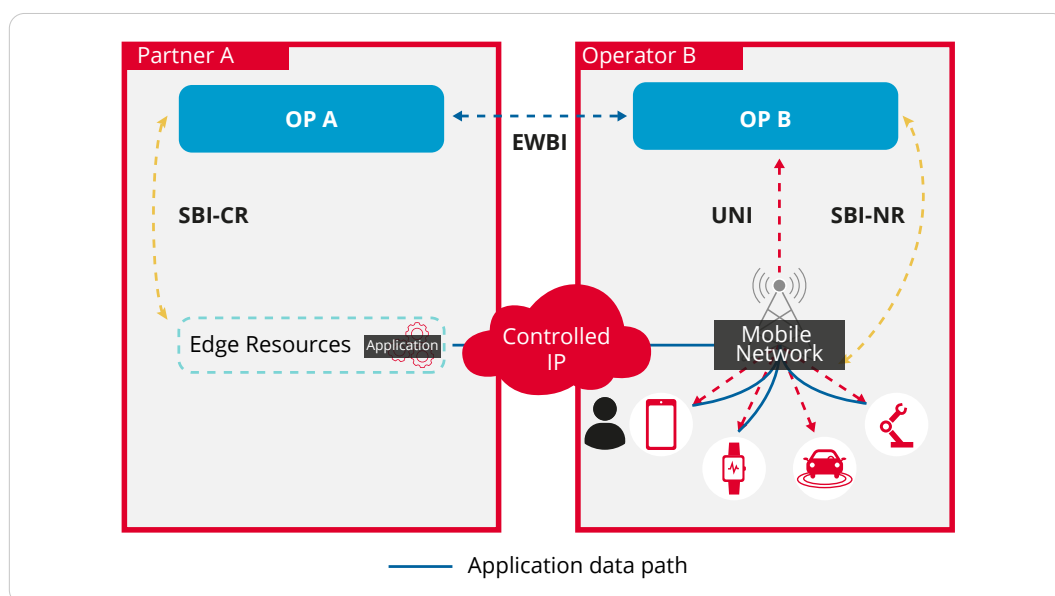 Partner A
Operator B
OP A
OP B
EWBI
SBI-CR
UNI
SBI-NR
Edge Resources
Application
Controlled
IP
Mobile
Network
Application data path